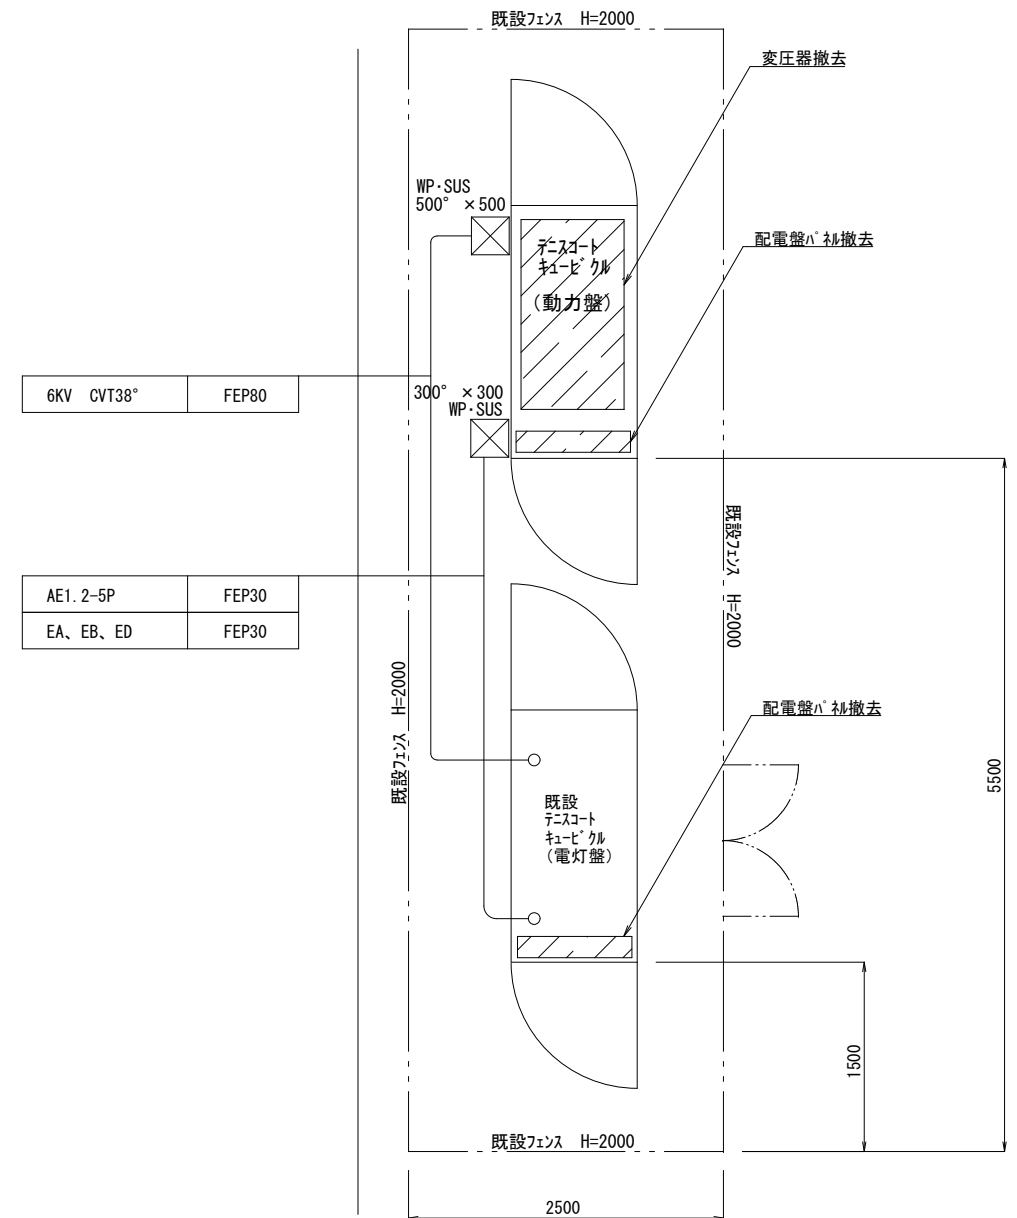 既設フェンス H=2000
変圧器撤去
WP·SUS
500° ×500
テニスコート
キュービクル
(動力盤)
配電盤パネル撤去
6KV CVT38° FEP80
300° ×300
WP·SUS
既設フェンス H=2000
AE1.2-5P FEP30
EA、EB、ED FEP30
既設フェンス H=2000
配電盤パネル撤去
5500
既設
テニスコート
キュービクル
(電灯盤)
1500
既設フェンス H=2000
2500